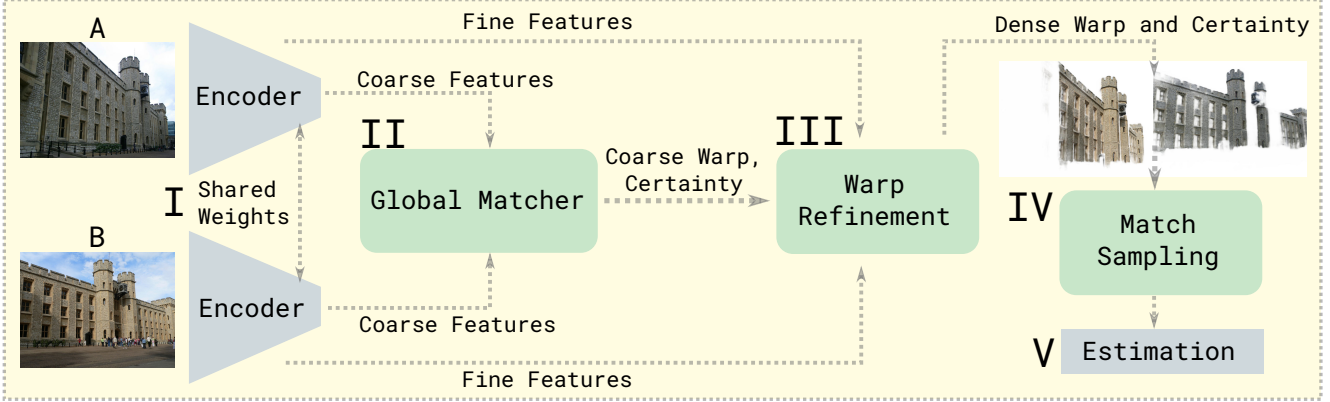 A
Fine Features
Dense Warp and Certainty
Encoder
Coarse Features
II
III
Global Matcher
Coarse Warp,
Certainty
Warp
Refinement
I
Shared
Weights
IV
Match
Sampling
B
Encoder
Coarse Features
Fine Features
V
Estimation